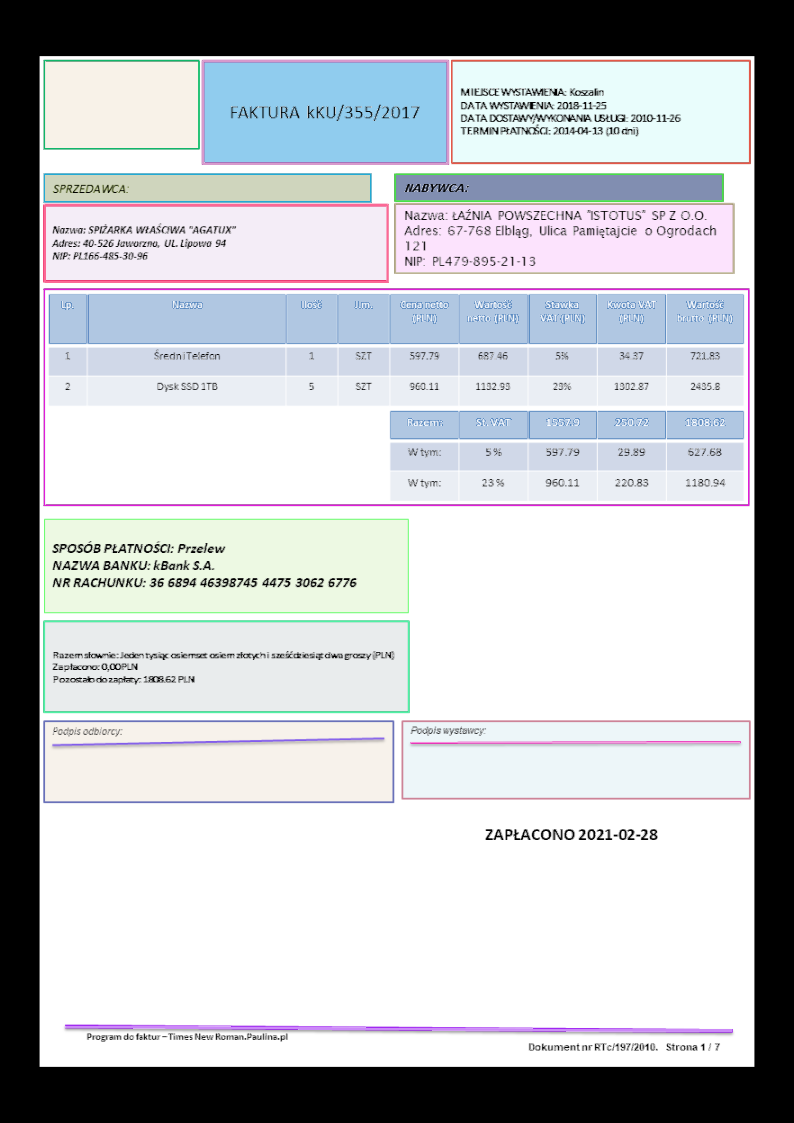 FAKTURA kKU/355/2017
MIEJSCE WYSTAWIENIA: Koszalin
DATA WYSTAWIENIA: 2018-11-25
DATA DOSTAWY/WYKONANIA USŁUGI: 2010-11-26
TERMIN PŁATNOŚCI: 2014-04-13 (10 dni)
SPRZEDAWCA:
NABYWCA:
Nazwa: SPIŻARKA WŁAŚCIWA "AGATUX"
Adres: 40-526 Jaworzno, UL. Lipowa 94
NIP: PL166-485-30-96
Nazwa: ŁAŹNIA POWSZECHNA "ISTOTUS" SP Z O.O.
Adres: 67-768 Elbląg, Ulica Pamiętajcie o Ogrodach
121
NIP: PL479-895-21-13
Lp. Nazwa Ilość J.m. Cena netto (PLN) Wartość netto (PLN) Stawka VAT (PLN) Kwota VAT (PLN) Wartość brutto (PLN)
1 Średni Telefon 1 SZT 597.79 687.46 5% 34.37 721.83
2 Dysk SSD 1TB 5 SZT 960.11 1132.93 23% 1302.87 2435.8
Razem: St. VAT 1557.9 250.72 1808.62
W tym: 5 % 597.79 29.89 627.68
W tym: 23 % 960.11 220.83 1180.94
SPOSÓB PŁATNOŚCI: Przelew
NAZWA BANKU: kBank S.A.
NR RACHUNKU: 36 6894 46398745 4475 3062 6776
Razem słownie: Jeden tysiąc osiemset osiem złotych i sześćdziesiąt dwa groszy (PLN)
Zapłacono: 0,00 PLN
Pozostało do zapłaty: 1808.62 PLN
Podpis odbiorcy:
Podpis wystawcy:
ZAPŁACONO 2021-02-28
Program do faktur – Times New Roman.Paulina.pl
Dokument nr RTc/197/2010. Strona 1 / 7